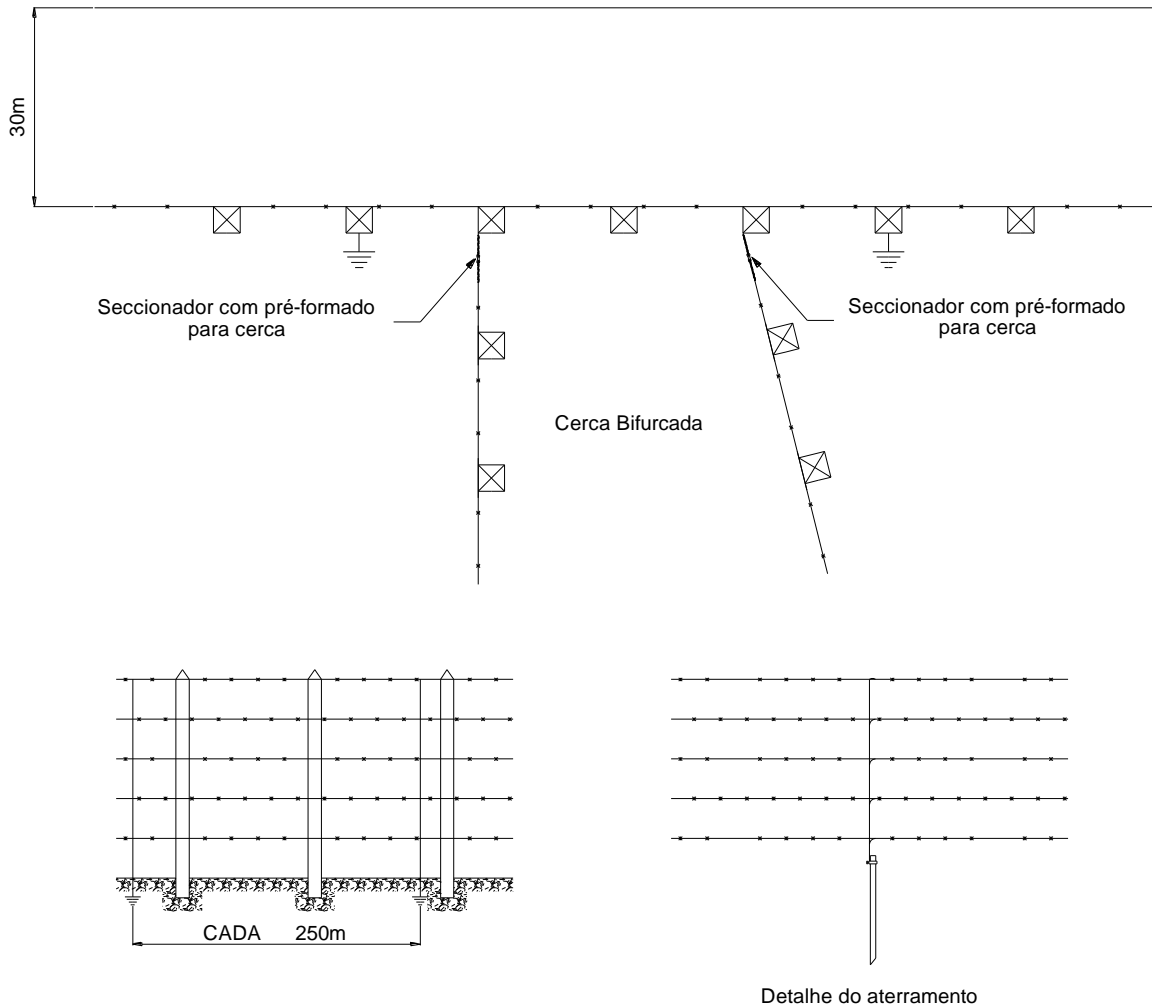 30m
Seccionador com pré-formado
para cerca
Seccionador com pré-formado
para cerca
Cerca Bifurcada
CADA 250m
Detalhe do aterramento